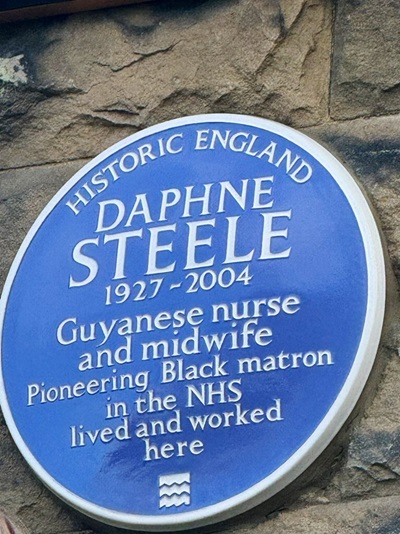 HISTORIC ENGLAND
DAPHNE
STEELE
1927-2004
Guyanese nurse
and midwife
Pioneering Black matron
in the NHS
lived and worked
here